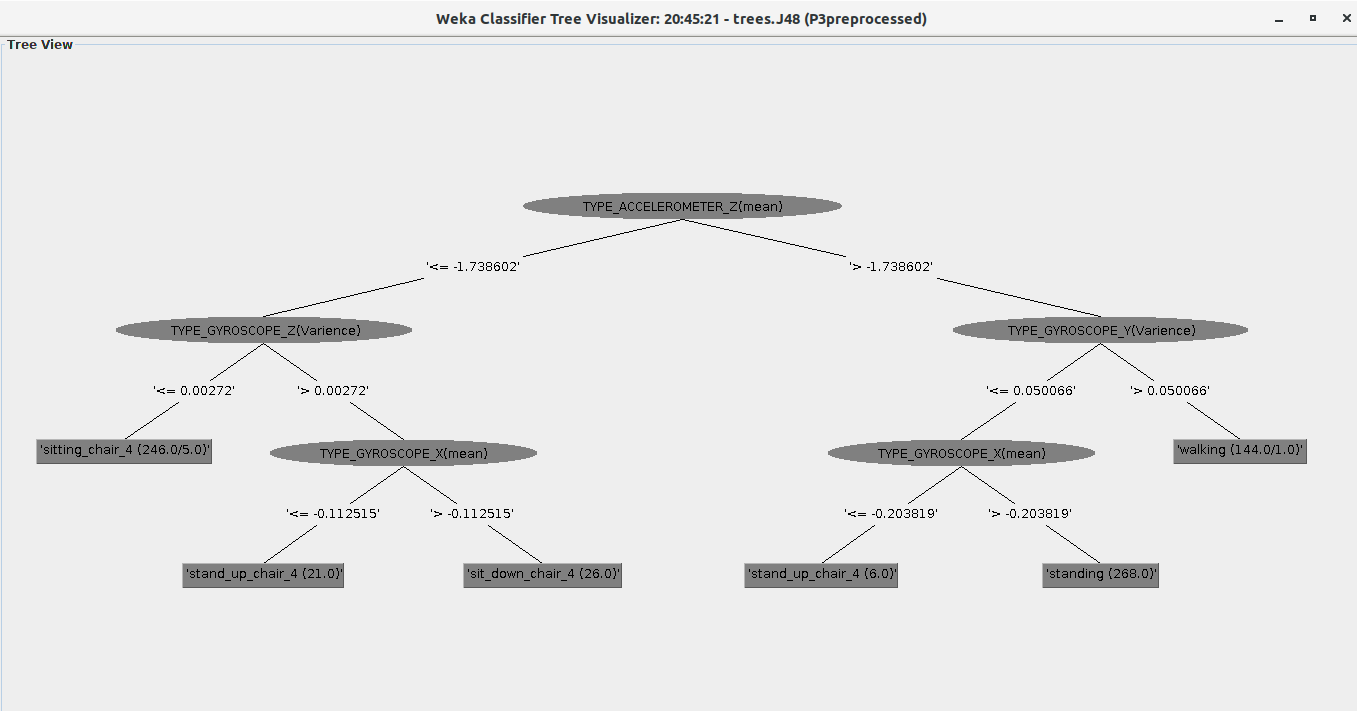 Weka Classifier Tree Visualizer: 20:45:21 - trees.J48 (P3preprocessed)
Tree View
TYPE_ACCELEROMETER_Z(mean)
'<= -1.738602'
'> -1.738602'
TYPE_GYROSCOPE_Z(Varience)
TYPE_GYROSCOPE_Y(Varience)
'<= 0.00272'
'> 0.00272'
'<= 0.050066'
'> 0.050066'
'sitting_chair_4 (246.0/5.0)'
TYPE_GYROSCOPE_X(mean)
TYPE_GYROSCOPE_X(mean)
'walking (144.0/1.0)'
'<= -0.112515'
'> -0.112515'
'<= -0.203819'
'> -0.203819'
'stand_up_chair_4 (21.0)'
'sit_down_chair_4 (26.0)'
'stand_up_chair_4 (6.0)'
'standing (268.0)'